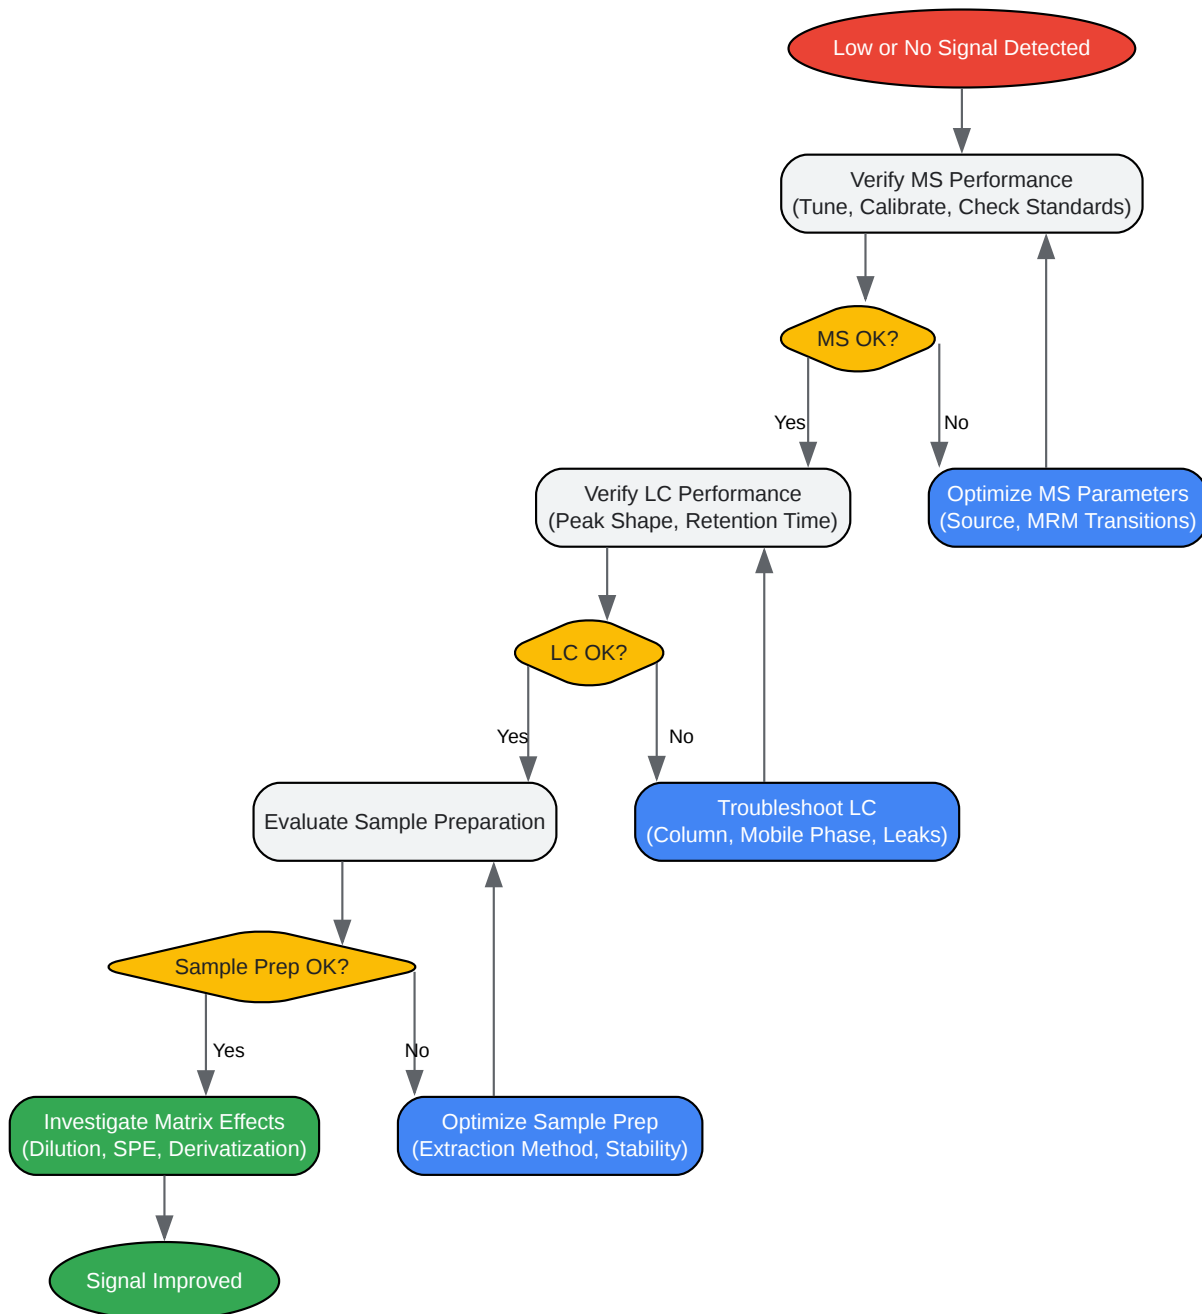 Low or No Signal Detected
Verify MS Performance
(Tune, Calibrate, Check Standards)
MS OK?
Yes
No
Verify LC Performance
(Peak Shape, Retention Time)
Optimize MS Parameters
(Source, MRM Transitions)
LC OK?
Yes
No
Evaluate Sample Preparation
Troubleshoot LC
(Column, Mobile Phase, Leaks)
Sample Prep OK?
Yes
No
Investigate Matrix Effects
(Dilution, SPE, Derivatization)
Optimize Sample Prep
(Extraction Method, Stability)
Signal Improved